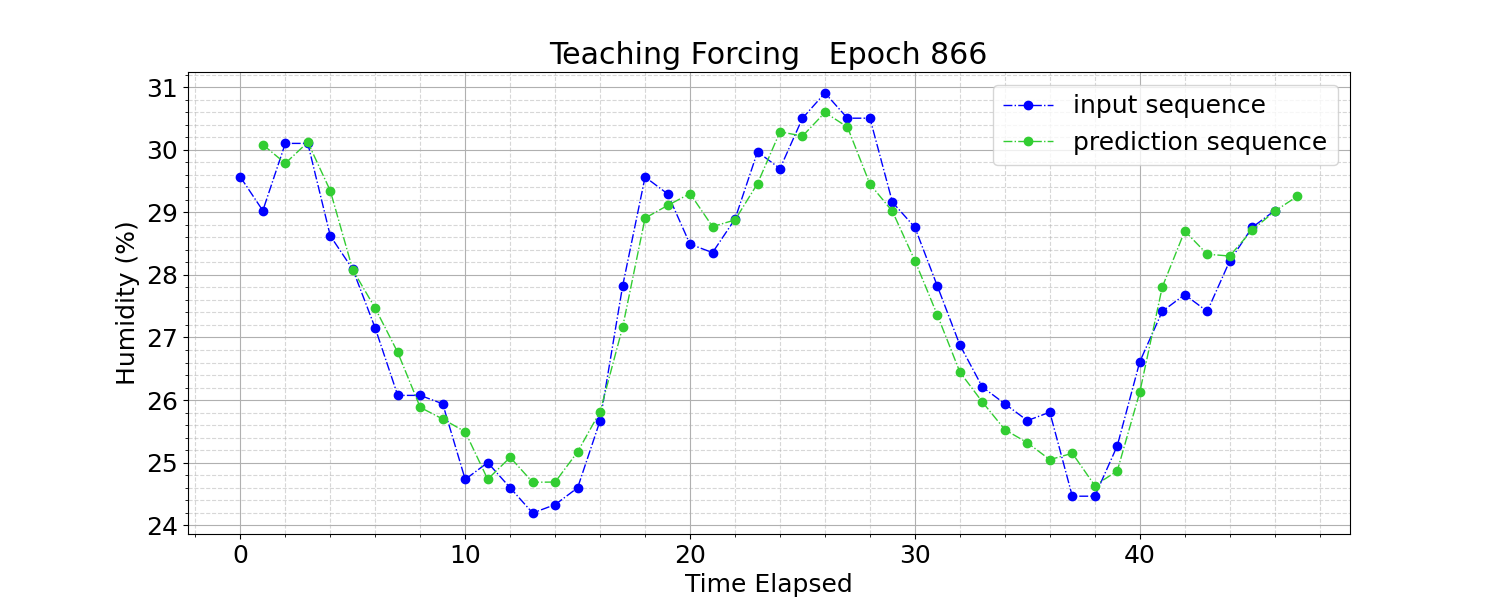 Teaching Forcing   Epoch 866
input sequence
prediction sequence
Humidity (%)
31
30
29
28
27
26
25
24
0 10 20 30 40
Time Elapsed